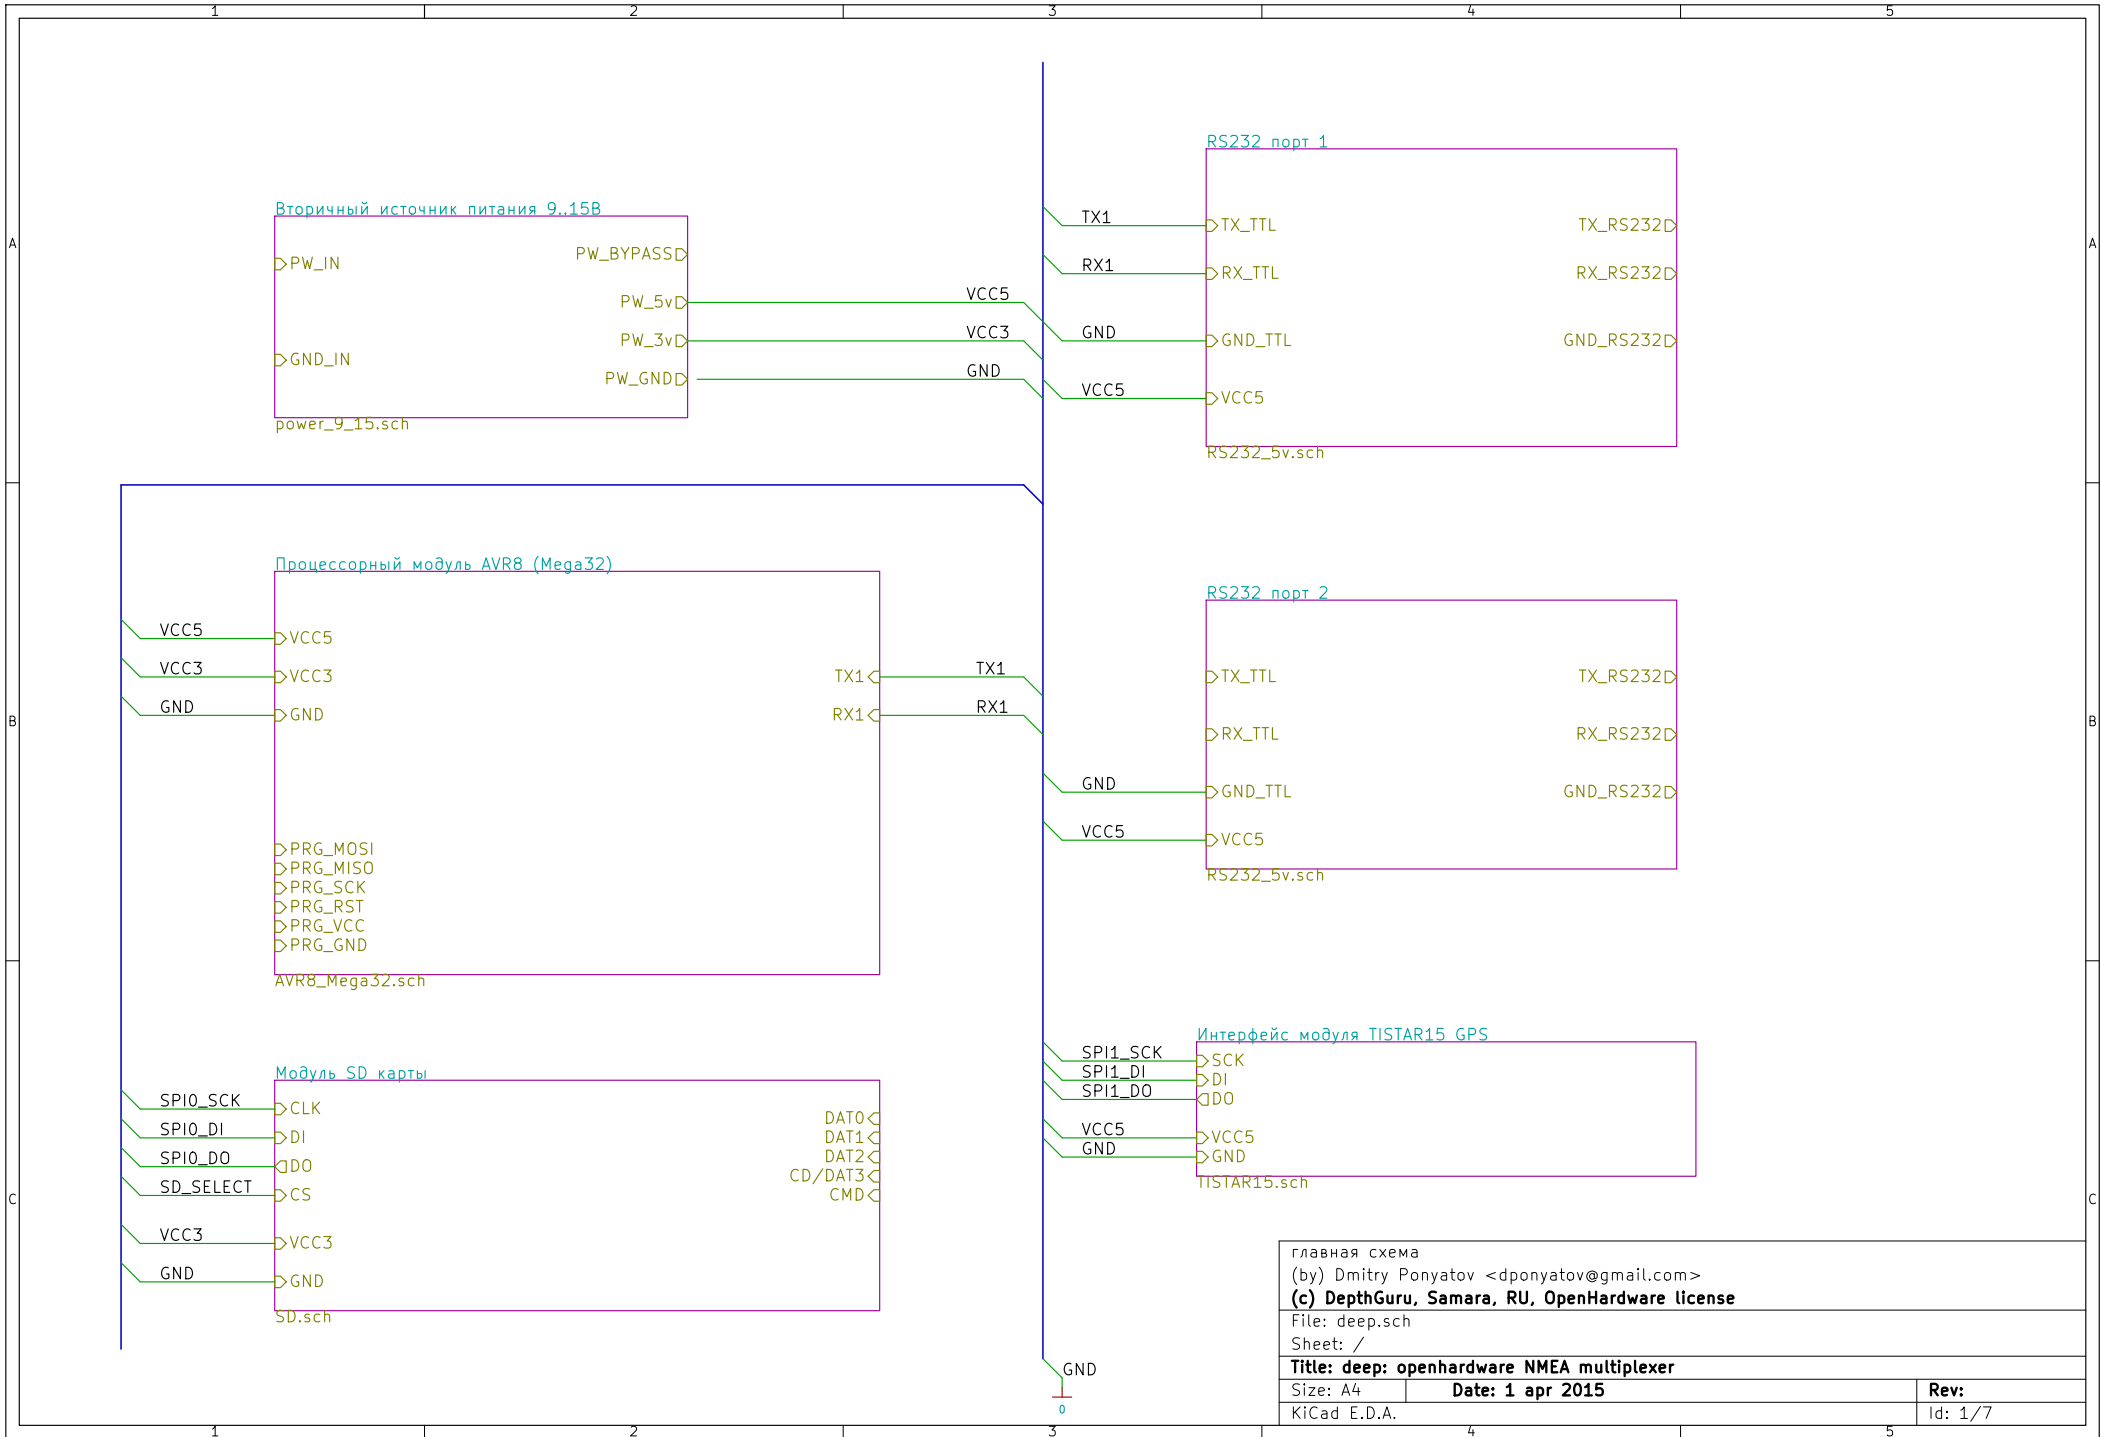 1 2 3 4 5
A A
B B
C C
Вторичный источник питания 9..15В
PW_IN
GND_IN
PW_BYPASS
PW_5v
PW_3v
PW_GND
power_9_15.sch
VCC5
VCC3
GND
RS232 порт 1
TX1
RX1
GND
VCC5
TX_TTL
RX_TTL
GND_TTL
VCC5
TX_RS232
RX_RS232
GND_RS232
RS232_5v.sch
Процессорный модуль AVR8 (Mega32)
VCC5
VCC3
GND
VCC5
VCC3
GND
PRG_MOSI
PRG_MISO
PRG_SCK
PRG_RST
PRG_VCC
PRG_GND
TX1
RX1
TX1
RX1
AVR8_Mega32.sch
RS232 порт 2
GND
VCC5
TX_TTL
RX_TTL
GND_TTL
VCC5
TX_RS232
RX_RS232
GND_RS232
RS232_5v.sch
Модуль SD карты
SPI0_SCK
SPI0_DI
SPI0_DO
SD_SELECT
VCC3
GND
CLK
DI
DO
CS
VCC3
GND
DAT0
DAT1
DAT2
CD/DAT3
CMD
SD.sch
Интерфейс модуля TISTAR15 GPS
SPI1_SCK
SPI1_DI
SPI1_DO
VCC5
GND
SCK
DI
DO
VCC5
GND
TISTAR15.sch
GND
0
главная схема
(by) Dmitry Ponyatov <dponyatov@gmail.com>
(c) DepthGuru, Samara, RU, OpenHardware license
File: deep.sch
Sheet: /
Title: deep: openhardware NMEA multiplexer
Size: A4 Date: 1 apr 2015 Rev:
KiCad E.D.A. Id: 1/7
1 2 3 4 5